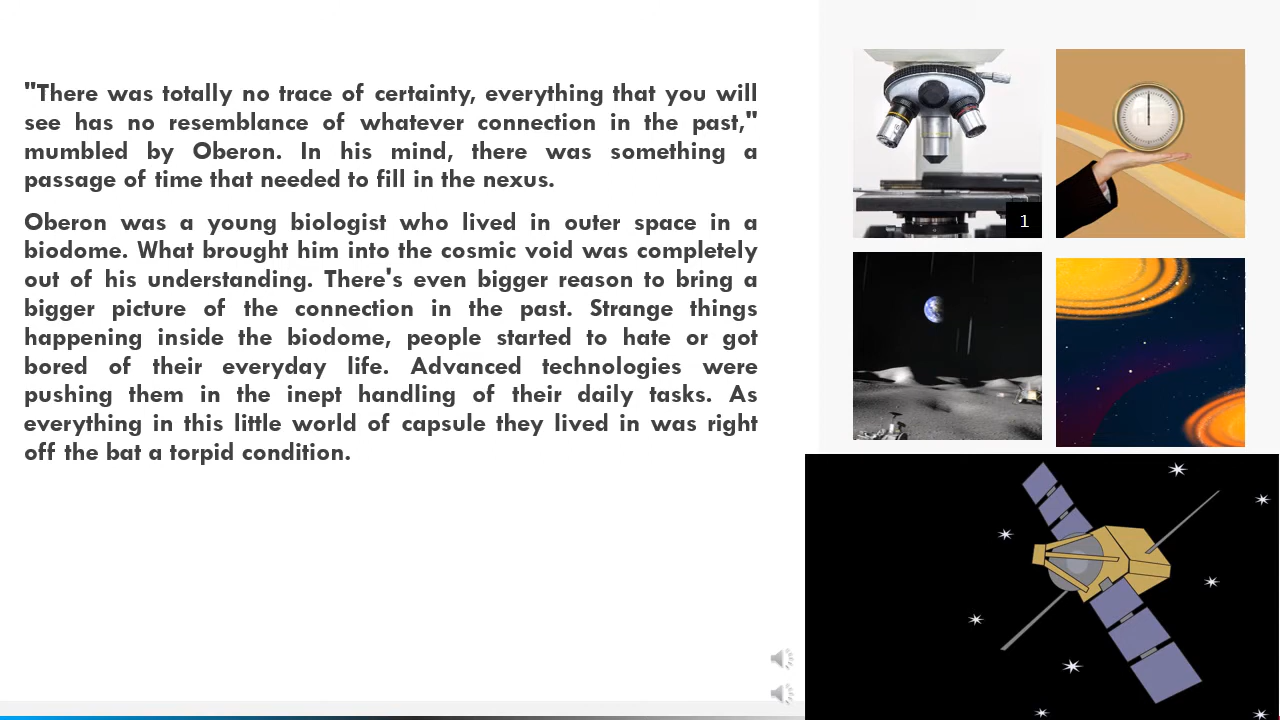 "There was totally no trace of certainty, everything that you will
see has no resemblance of whatever connection in the past,"
mumbled by Oberon. In his mind, there was something a
passage of time that needed to fill in the nexus.
Oberon was a young biologist who lived in outer space in a
biodome. What brought him into the cosmic void was completely
out of his understanding. There's even bigger reason to bring a
bigger picture of the connection in the past. Strange things
happening inside the biodome, people started to hate or got
bored of their everyday life. Advanced technologies were
pushing them in the inept handling of their daily tasks. As
everything in this little world of capsule they lived in was right
off the bat a torpid condition.
1